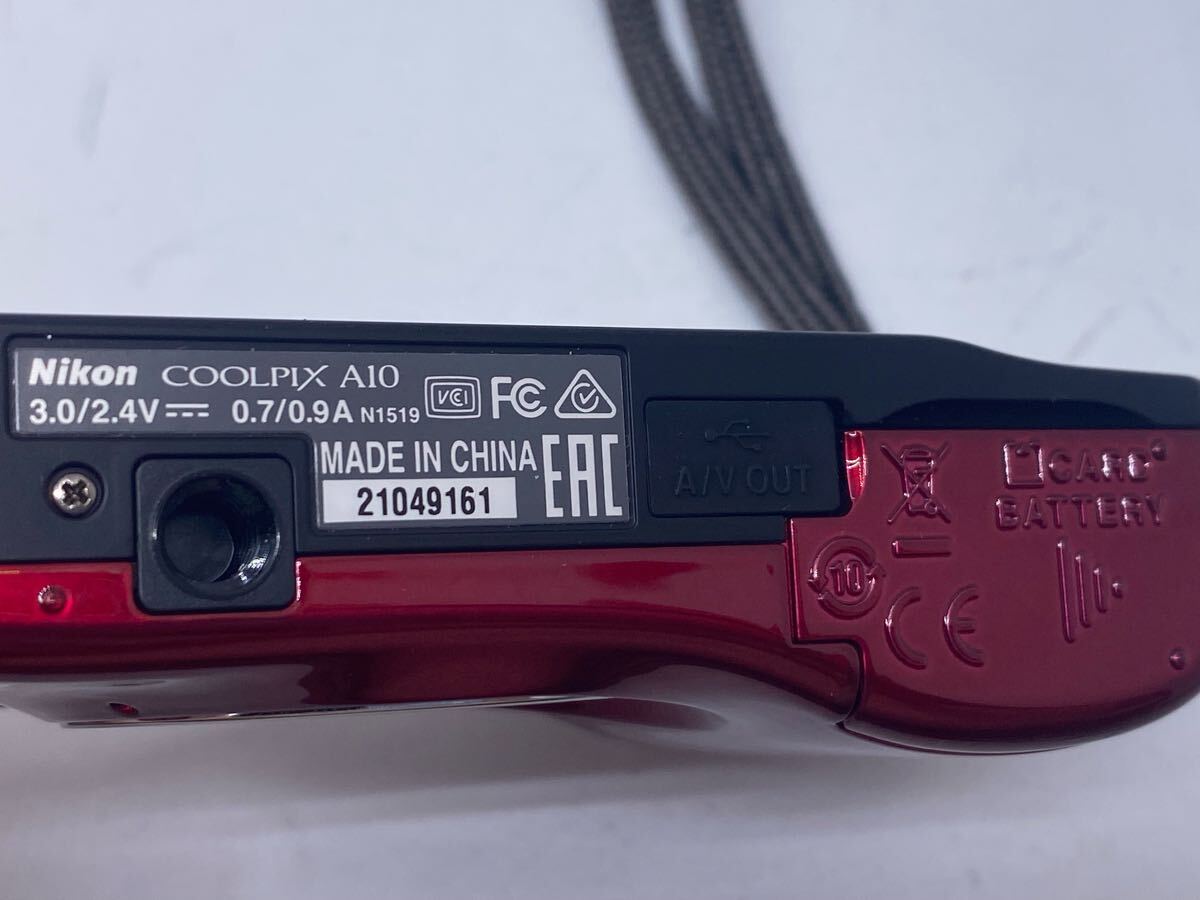 Nikon COOLPIX A10
3.0/2.4V ⎓ 0.7/0.9A N1519
VCI FC
MADE IN CHINA
21049161
EAC
A/V OUT
CARD
BATTERY
10
CE